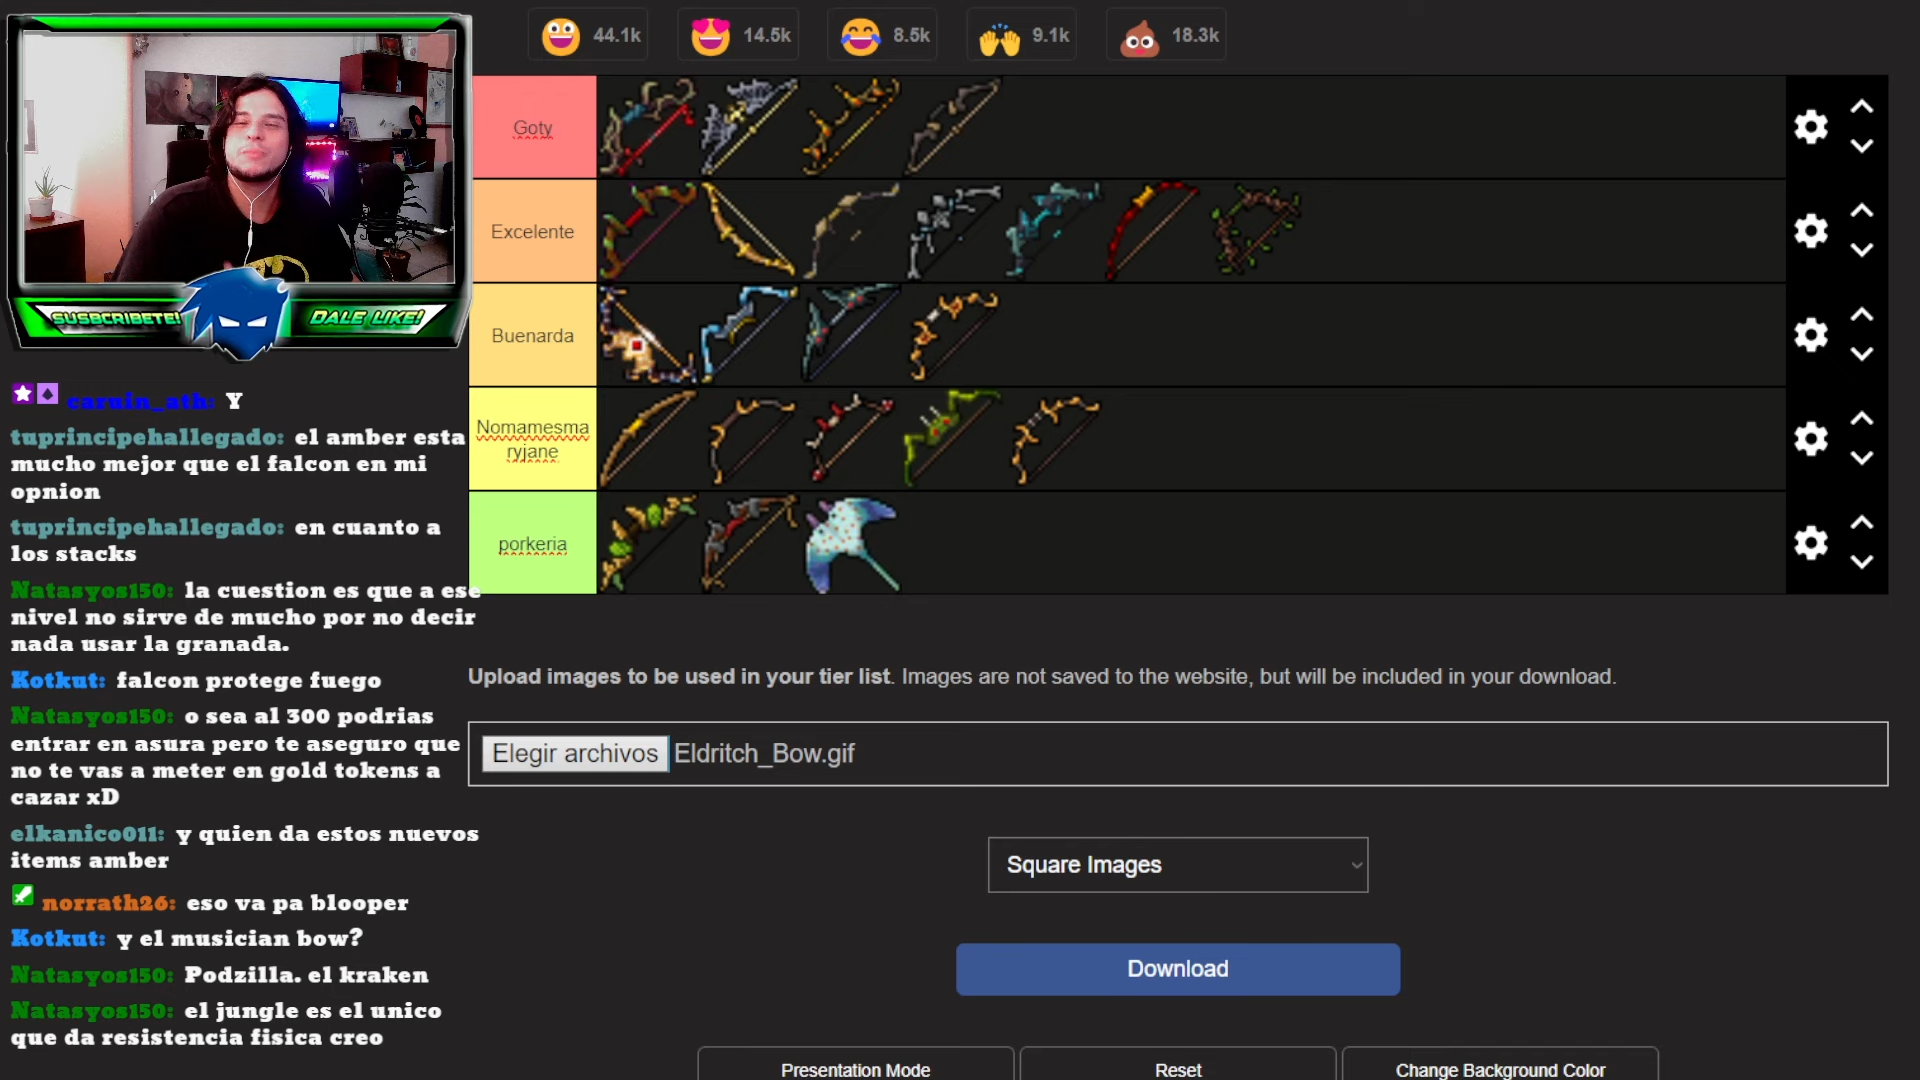 44.1k 14.5k 8.5k 9.1k 18.3k
Goty
Excelente
Buenarda
Nomamesma
ryjane
porkeria
SUSBCRIBETE! DALE LIKE!
caruin_ath: Y
tuprincipehallegado: el amber esta
mucho mejor que el falcon en mi
opnion
tuprincipehallegado: en cuanto a
los stacks
Natasyos150: la cuestion es que a ese
nivel no sirve de mucho por no decir
nada usar la granada.
Kotkut: falcon protege fuego
Natasyos150: o sea al 300 podrias
entrar en asura pero te aseguro que
no te vas a meter en gold tokens a
cazar xD
elkanico011: y quien da estos nuevos
items amber
norrath26: eso va pa blooper
Kotkut: y el musician bow?
Natasyos150: Podzilla. el kraken
Natasyos150: el jungle es el unico
que da resistencia fisica creo
Upload images to be used in your tier list. Images are not saved to the website, but will be included in your download.
Elegir archivos Eldritch_Bow.gif
Square Images
Download
Presentation Mode Reset Change Background Color